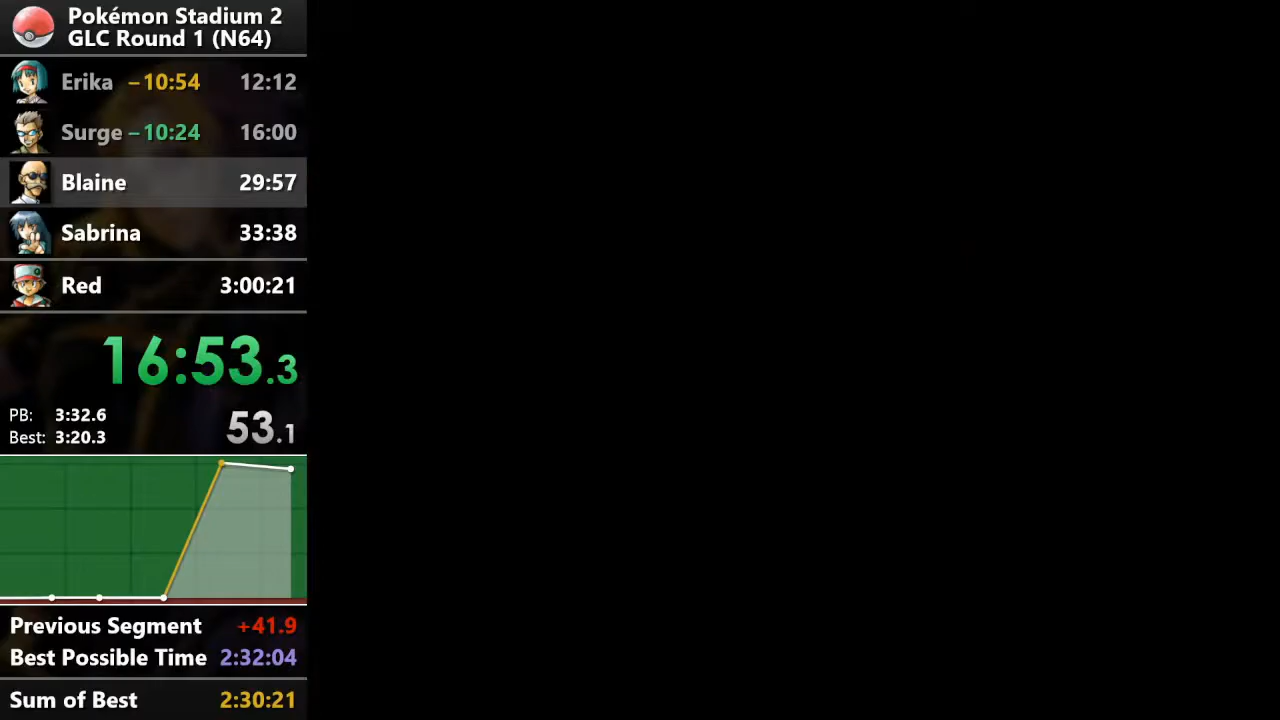 Pokémon Stadium 2
GLC Round 1 (N64)
Erika −10:54 12:12
Surge −10:24 16:00
Blaine 29:57
Sabrina 33:38
Red 3:00:21
16:53.3
PB: 3:32.6
53.1
Best: 3:20.3
Previous Segment +41.9
Best Possible Time 2:32:04
Sum of Best 2:30:21